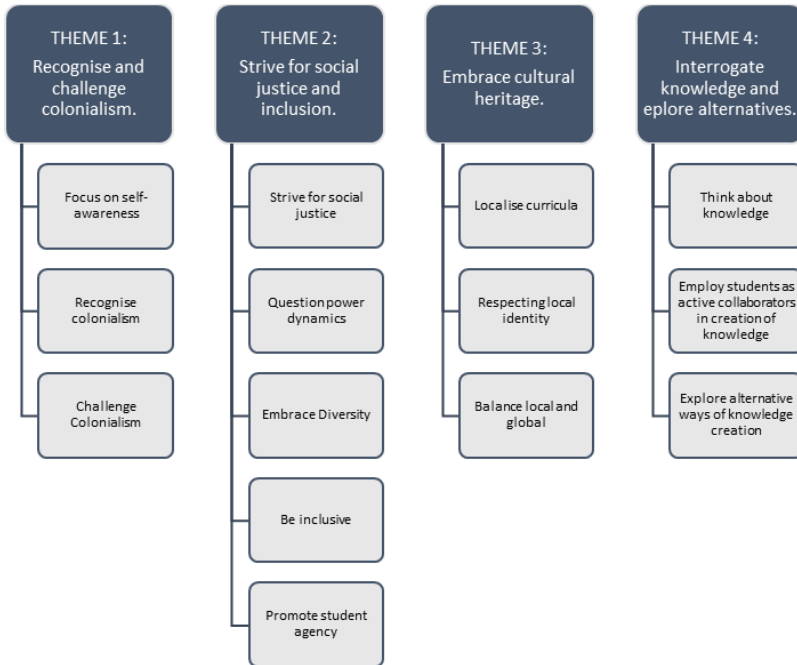 THEME 1:
Recognise and
challenge
colonialism.
Focus on self-
awareness
Recognise
colonialism
Challenge
Colonialism
THEME 2:
Strive for social
justice and
inclusion.
Strive for social
justice
Question power
dynamics
Embrace Diversity
Be inclusive
Promote student
agency
THEME 3:
Embrace cultural
heritage.
Localise curricula
Respecting local
identity
Balance local and
global
THEME 4:
Interrogate
knowledge and
eplore alternatives.
Think about
knowledge
Employ students as
active collaborators
in creation of
knowledge
Explore alternative
ways of knowledge
creation